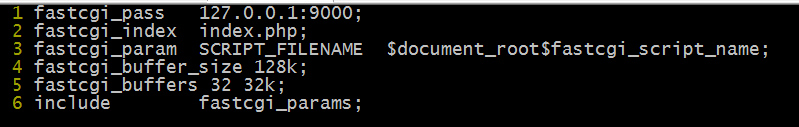 1 fastcgi_pass   127.0.0.1:9000;
2 fastcgi_index  index.php;
3 fastcgi_param  SCRIPT_FILENAME  $document_root$fastcgi_script_name;
4 fastcgi_buffer_size 128k;
5 fastcgi_buffers 32 32k;
6 include        fastcgi_params;